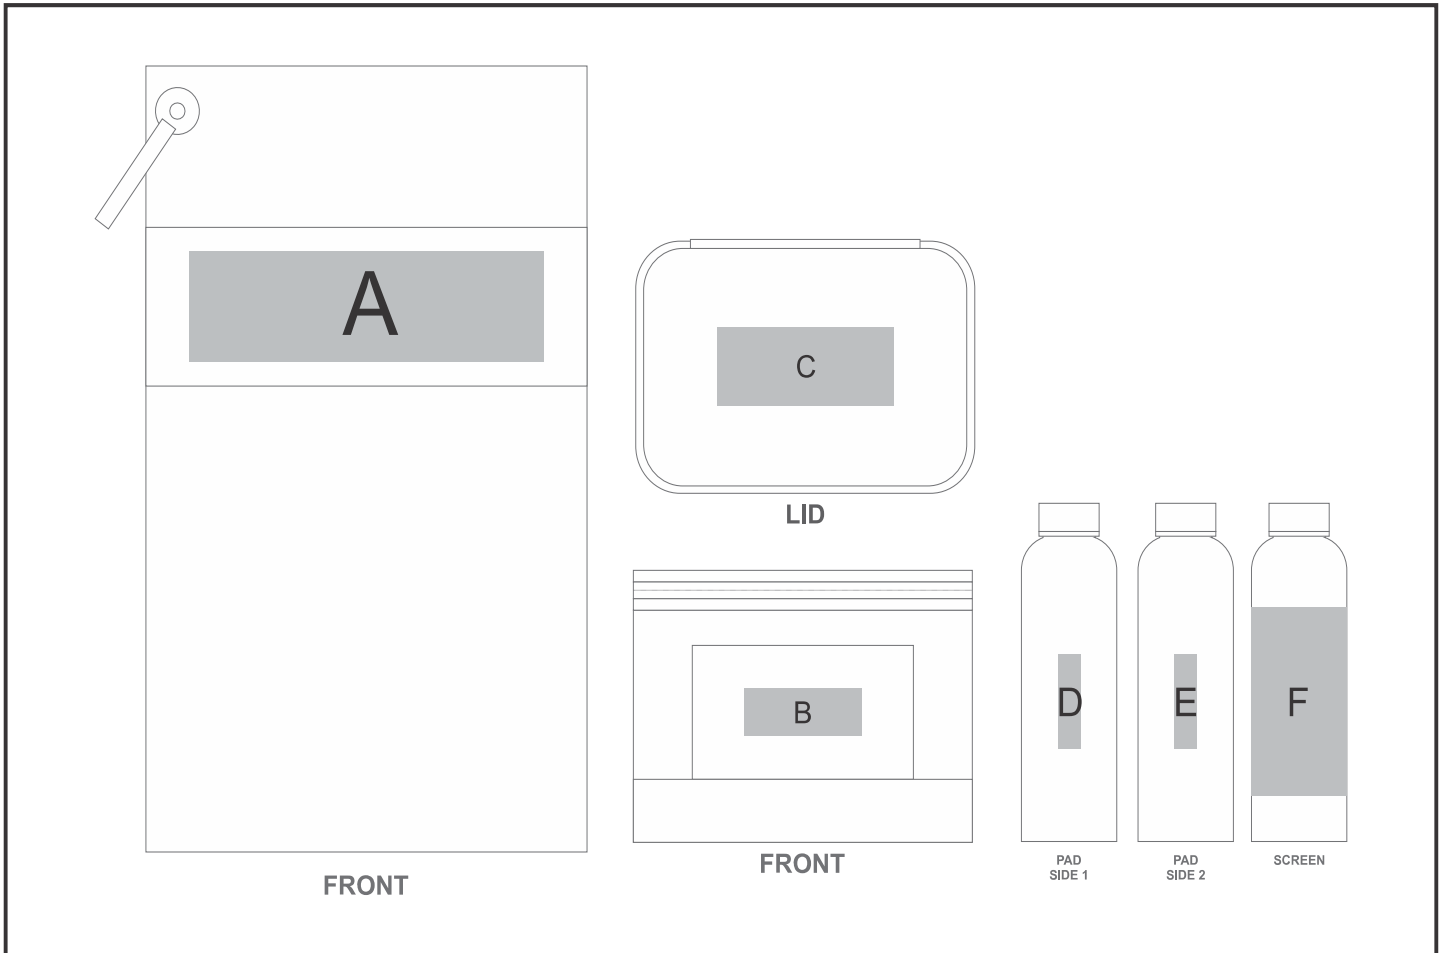 A
FRONT
C
LID
B
FRONT
D
PAD
SIDE 1
E
PAD
SIDE 2
F
SCREEN